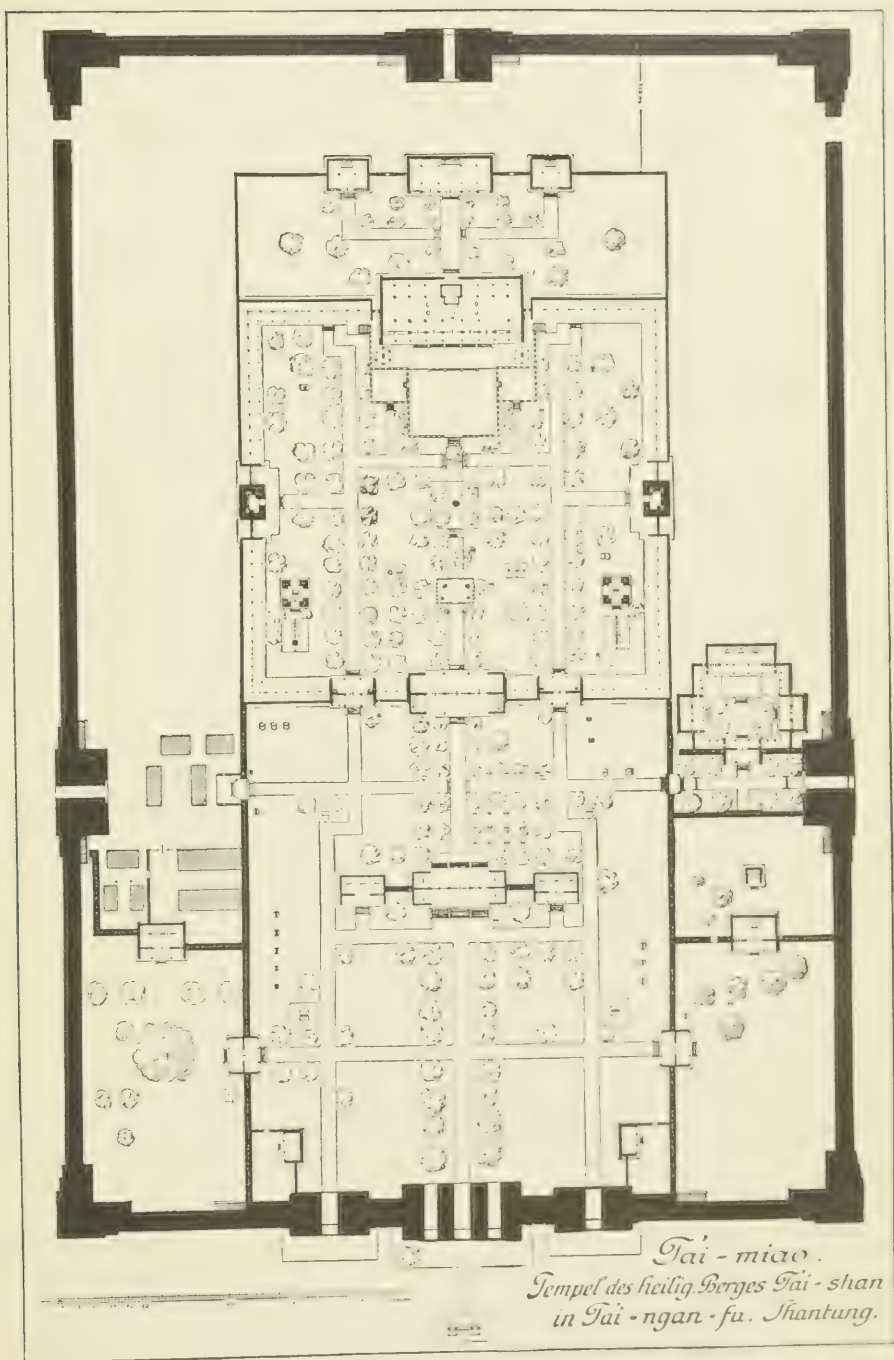 Tai-miao.
Tempel des heilig. Berges Tai-shan
in Tai-ngan-fu. Shantung.